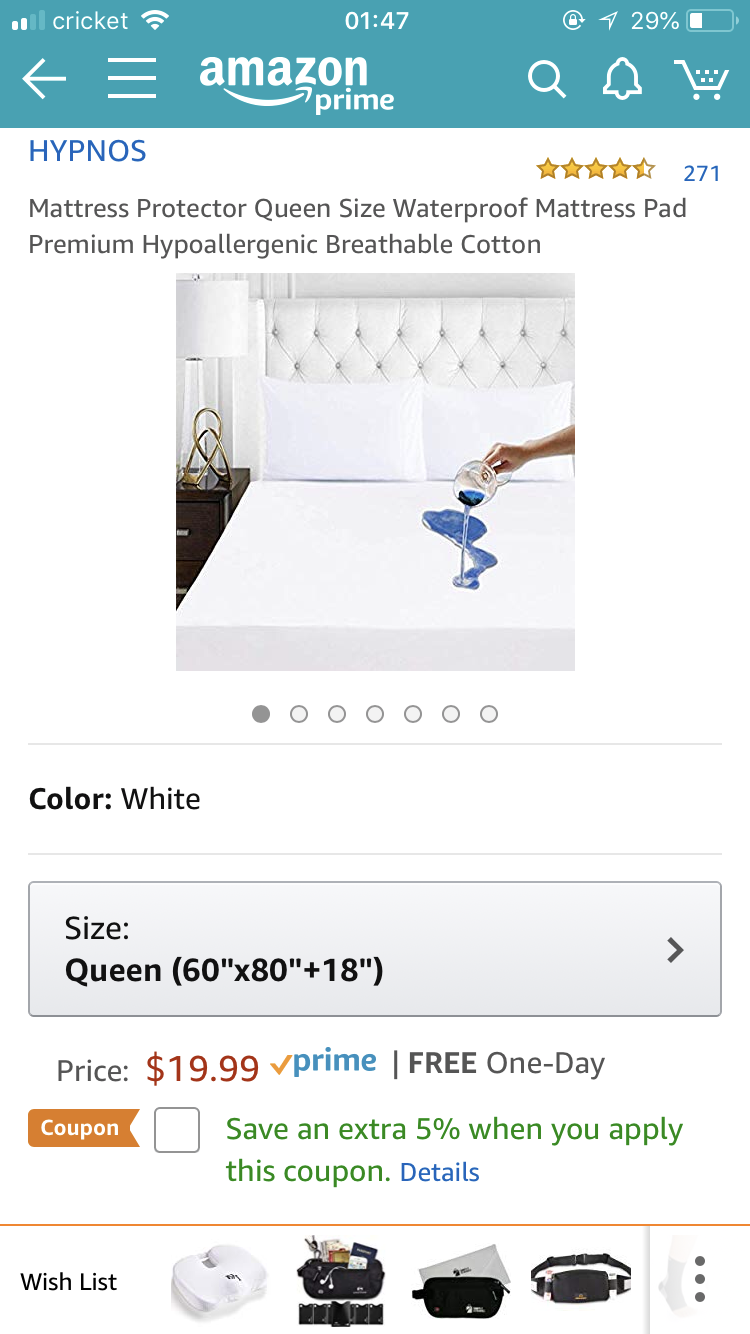 cricket 01:47 29%
amazon
prime
HYPNOS
271
Mattress Protector Queen Size Waterproof Mattress Pad
Premium Hypoallergenic Breathable Cotton
Color: White
Size:
Queen (60"x80"+18")
Price: $19.99 prime | FREE One-Day
Coupon
Save an extra 5% when you apply
this coupon. Details
Wish List